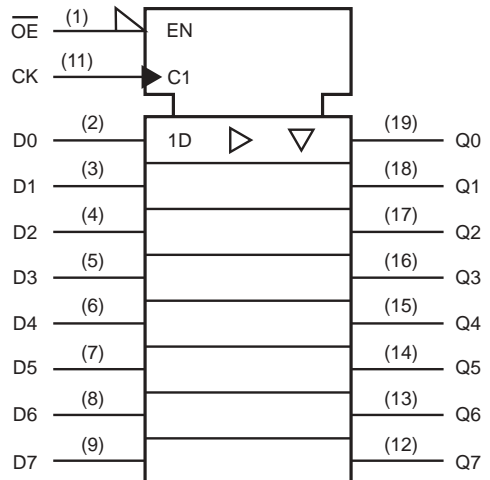 O̅E̅ (1) EN
CK (11) C1
D0 (2) 1D (19) Q0
D1 (3) (18) Q1
D2 (4) (17) Q2
D3 (5) (16) Q3
D4 (6) (15) Q4
D5 (7) (14) Q5
D6 (8) (13) Q6
D7 (9) (12) Q7